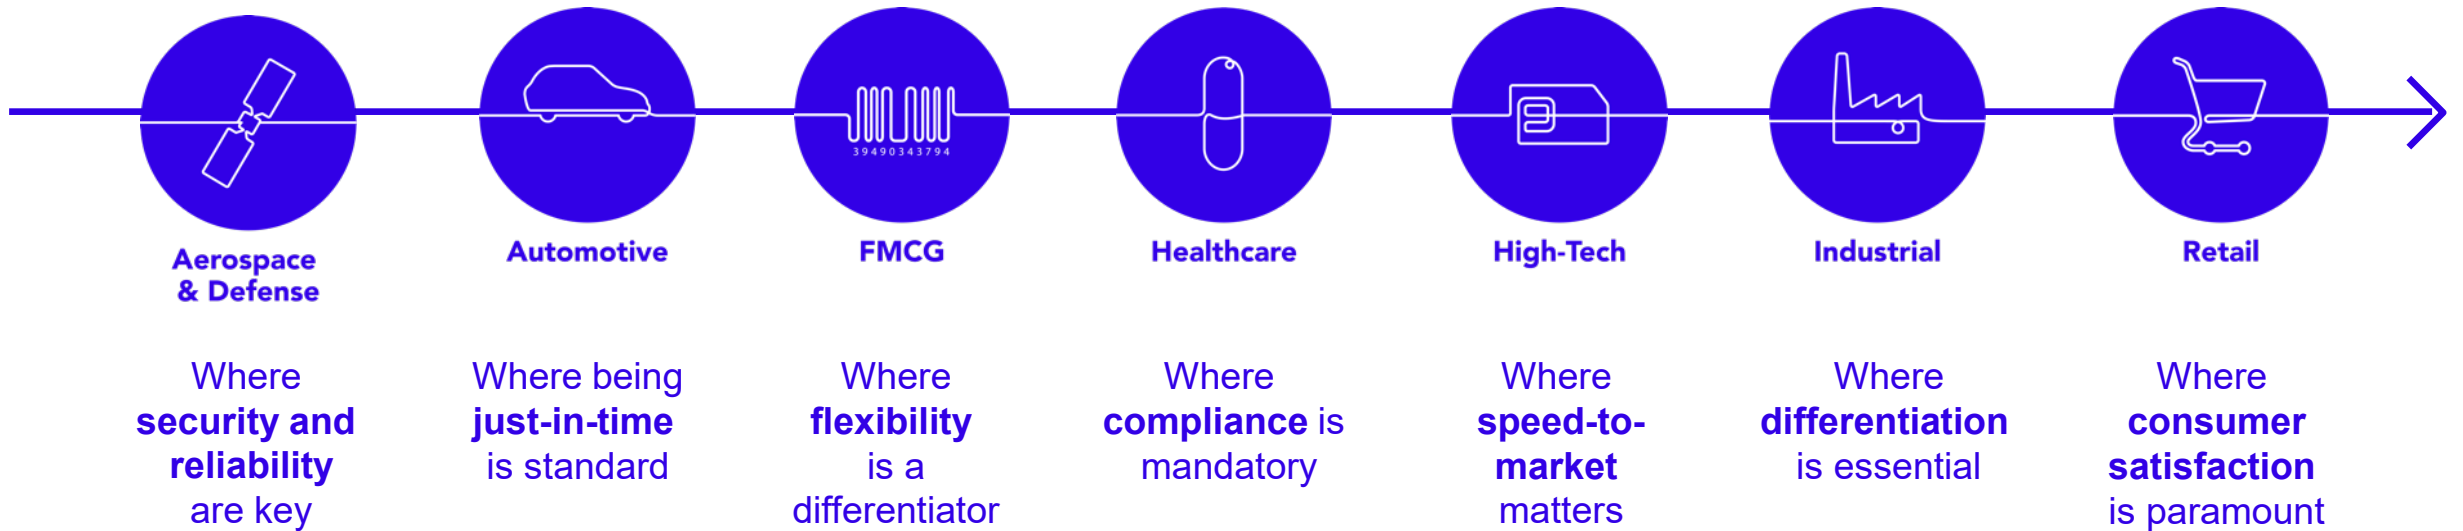 39490343794
Aerospace
& Defense
Automotive
FMCG
Healthcare
High-Tech
Industrial
Retail
Where
security and
reliability
are key
Where being
just-in-time
is standard
Where
flexibility
is a
differentiator
Where
compliance is
mandatory
Where
speed-to-
market
matters
Where
differentiation
is essential
Where
consumer
satisfaction
is paramount